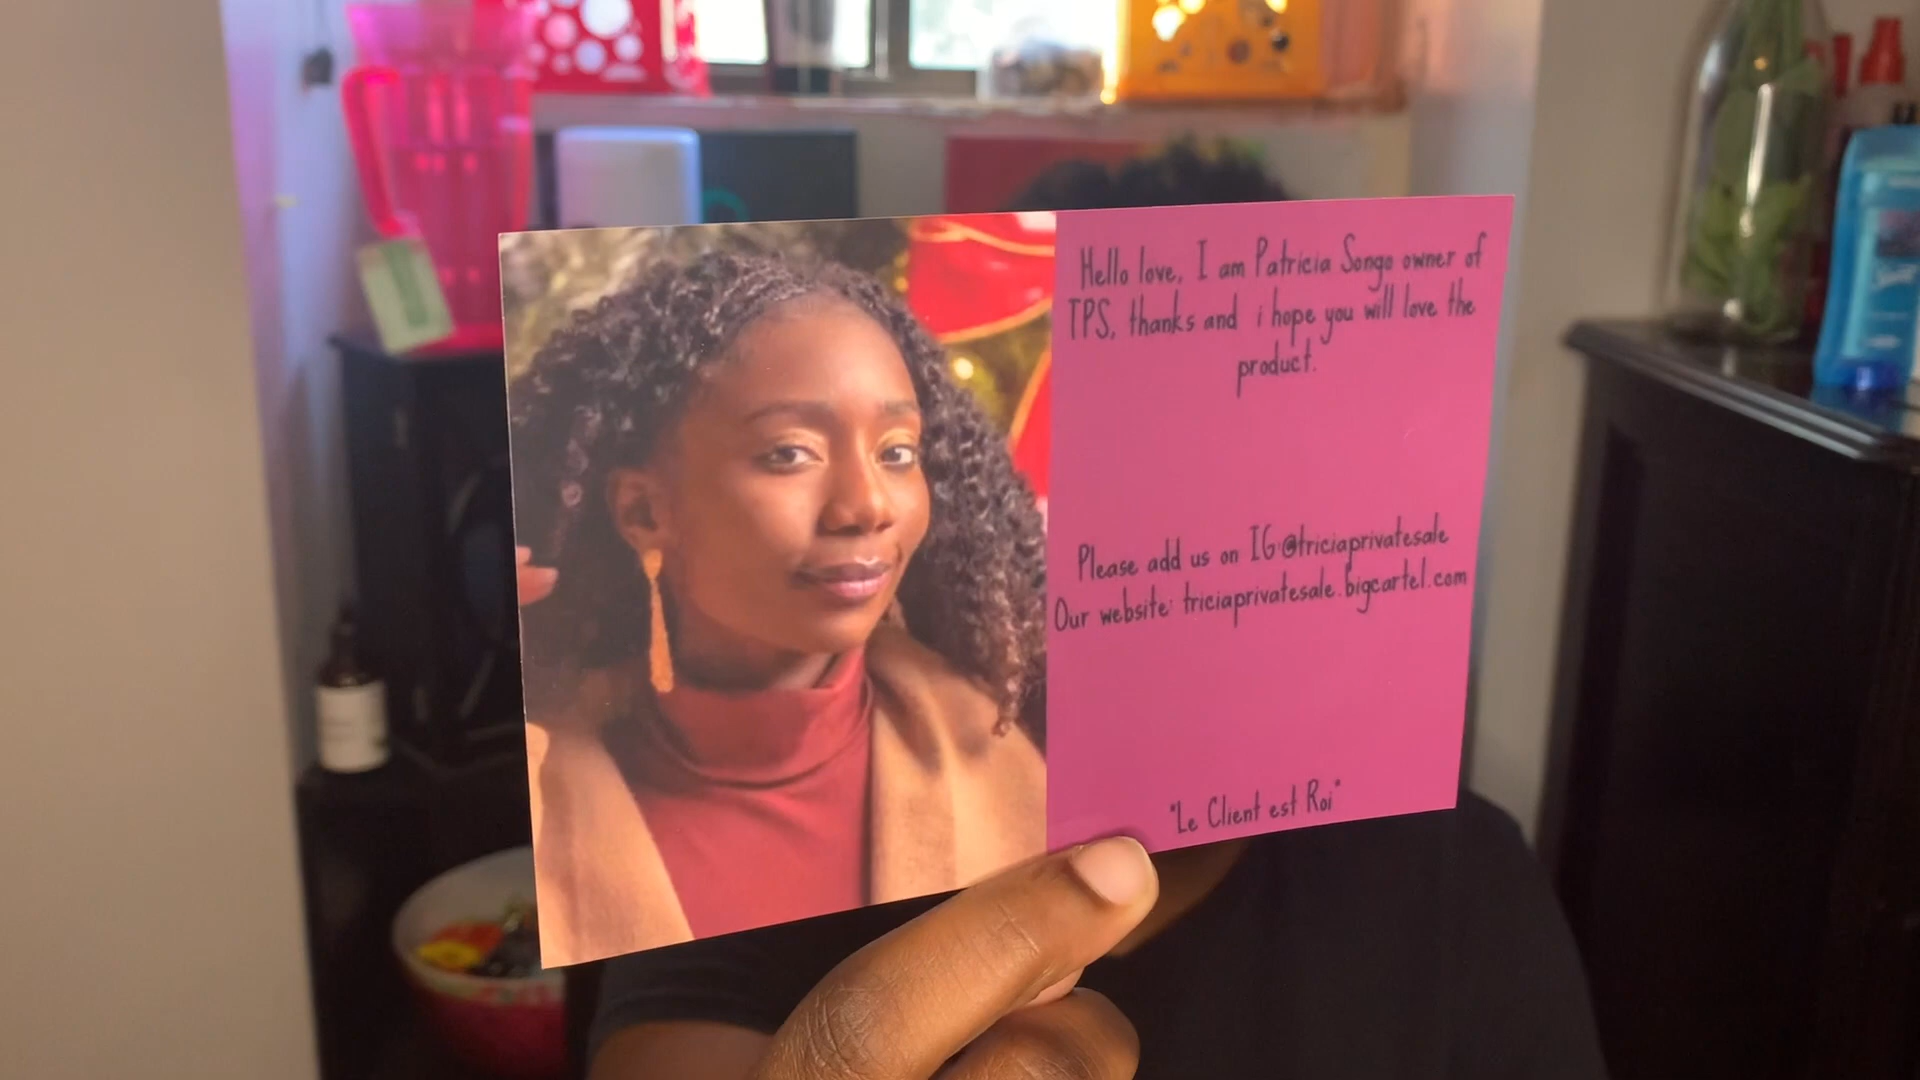 Hello love, I am Patricia Songo owner of
TPS, thanks and i hope you will love the
product.
Please add us on IG:@triciaprivatesale
Our website: triciaprivatesale.bigcartel.com
"Le Client est Roi"